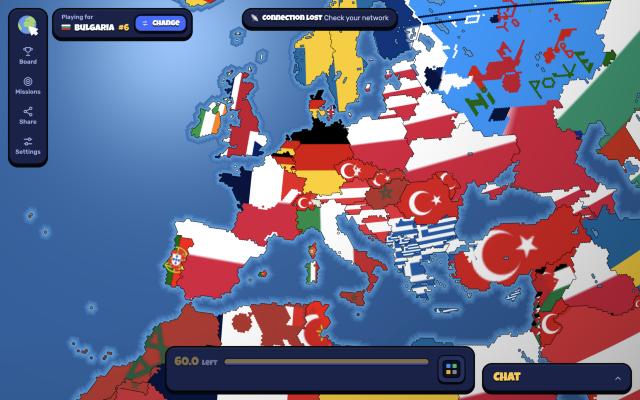 Playing for
BULGARIA #6
CHANGE
CONNECTION LOST Check your network
Board
Missions
Share
Settings
60.0 LEFT
CHAT